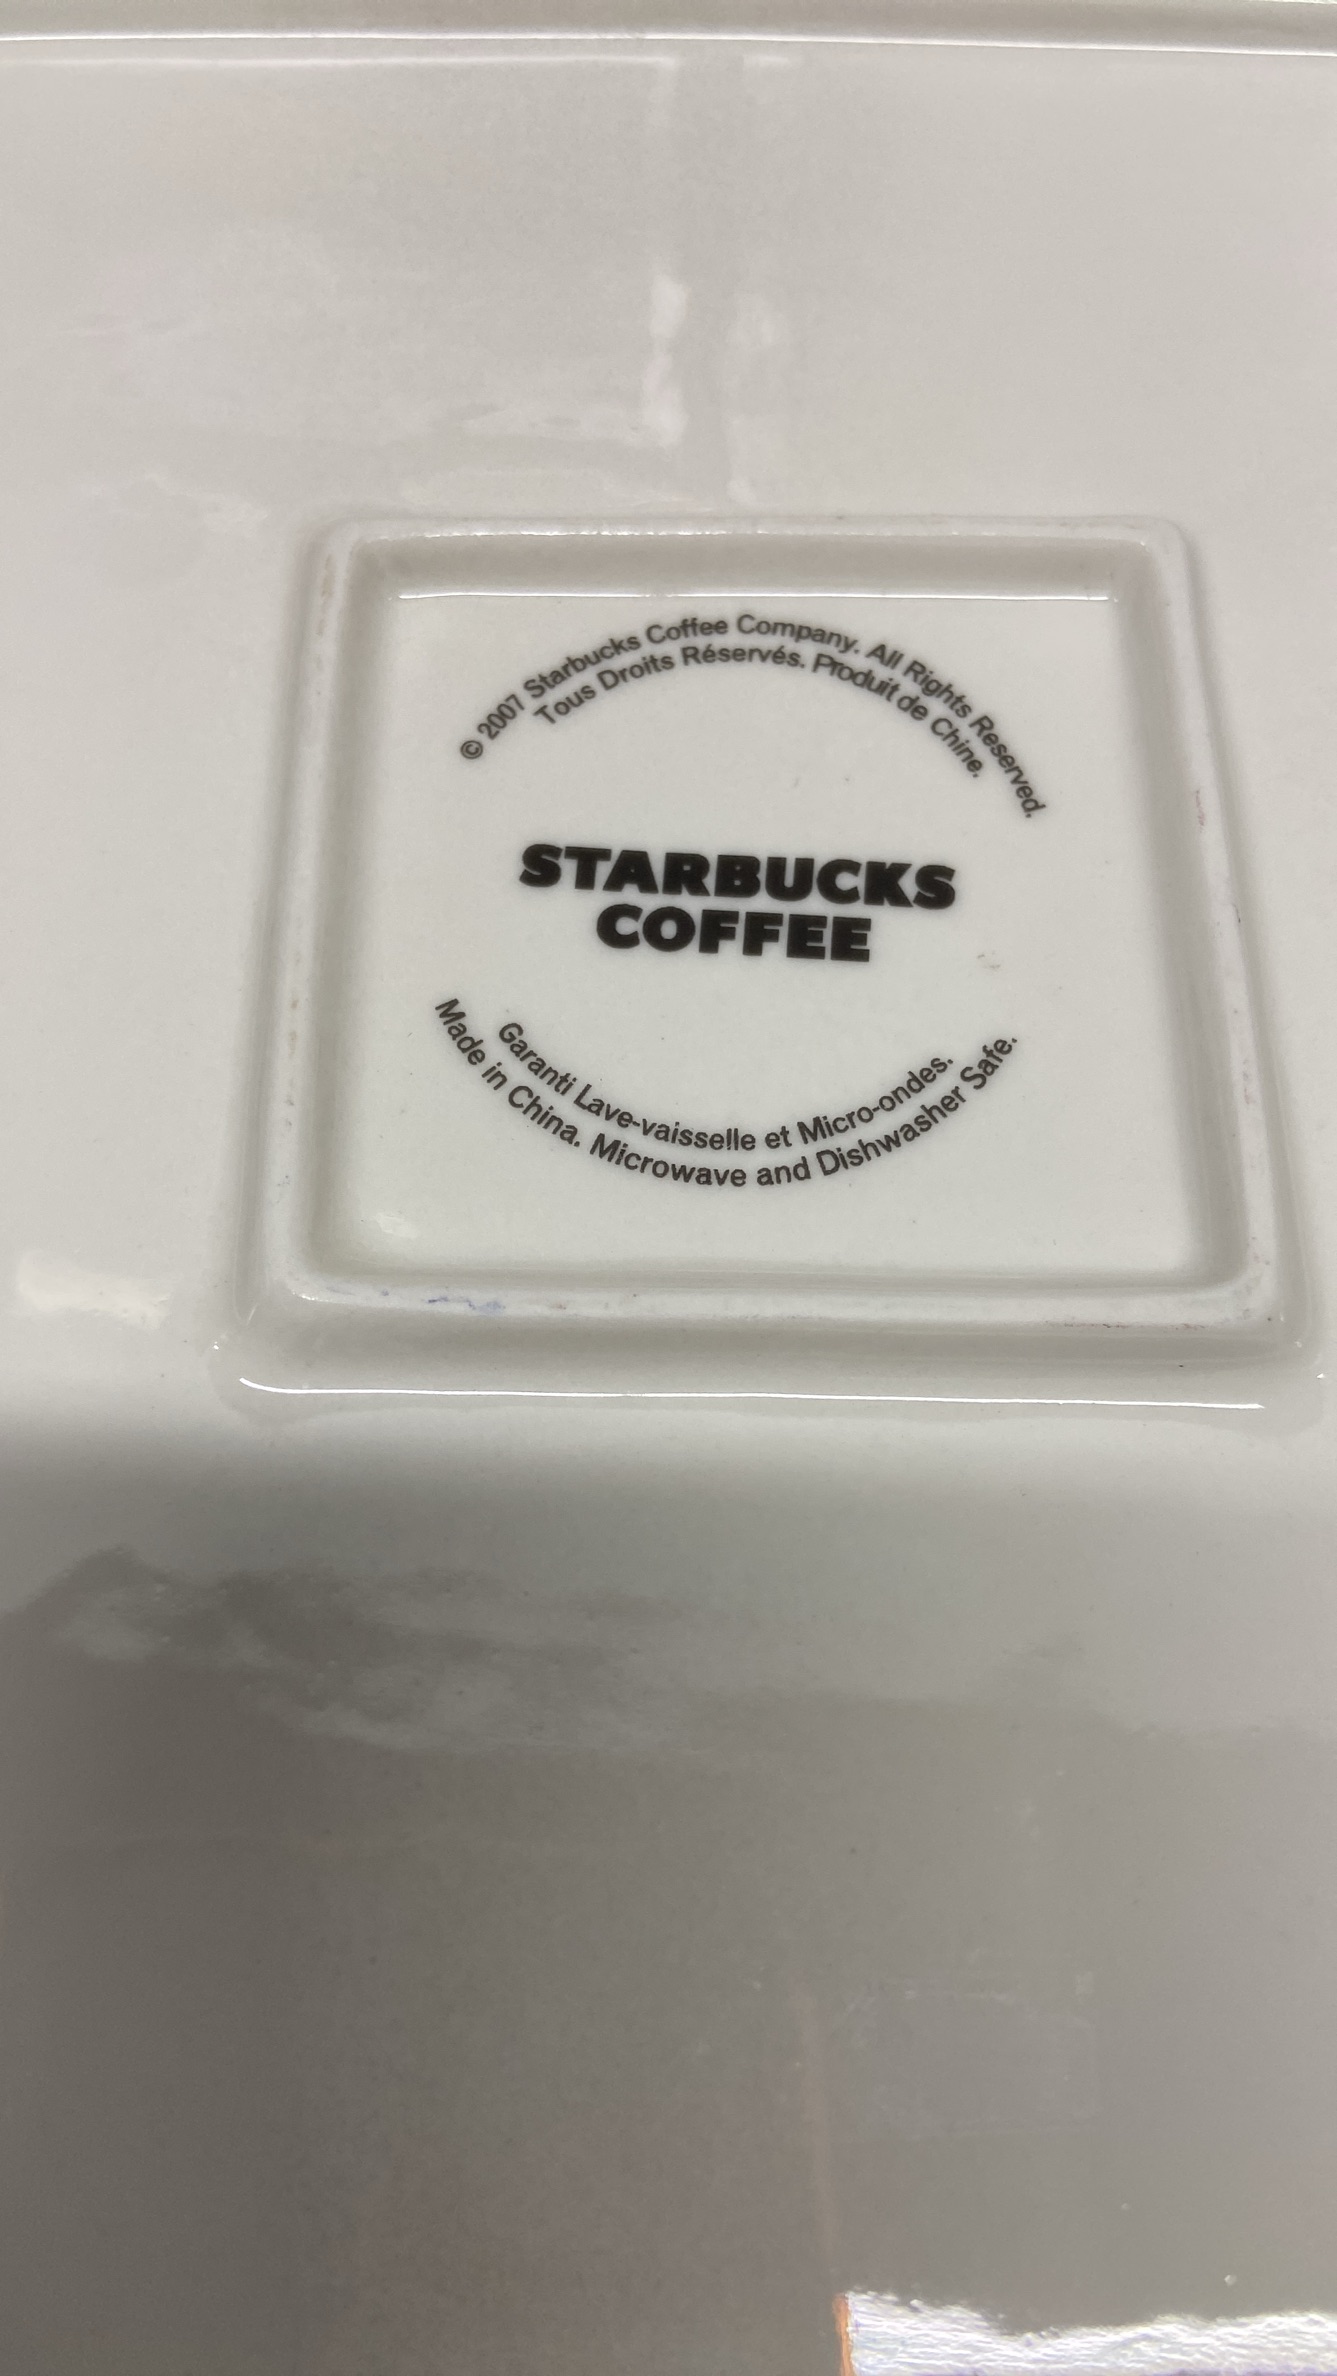 © 2007 Starbucks Coffee Company. All Rights Reserved.
Tous Droits Réservés. Produit de Chine.
STARBUCKS
COFFEE
Garanti Lave-vaisselle et Micro-ondes.
Made in China. Microwave and Dishwasher Safe.